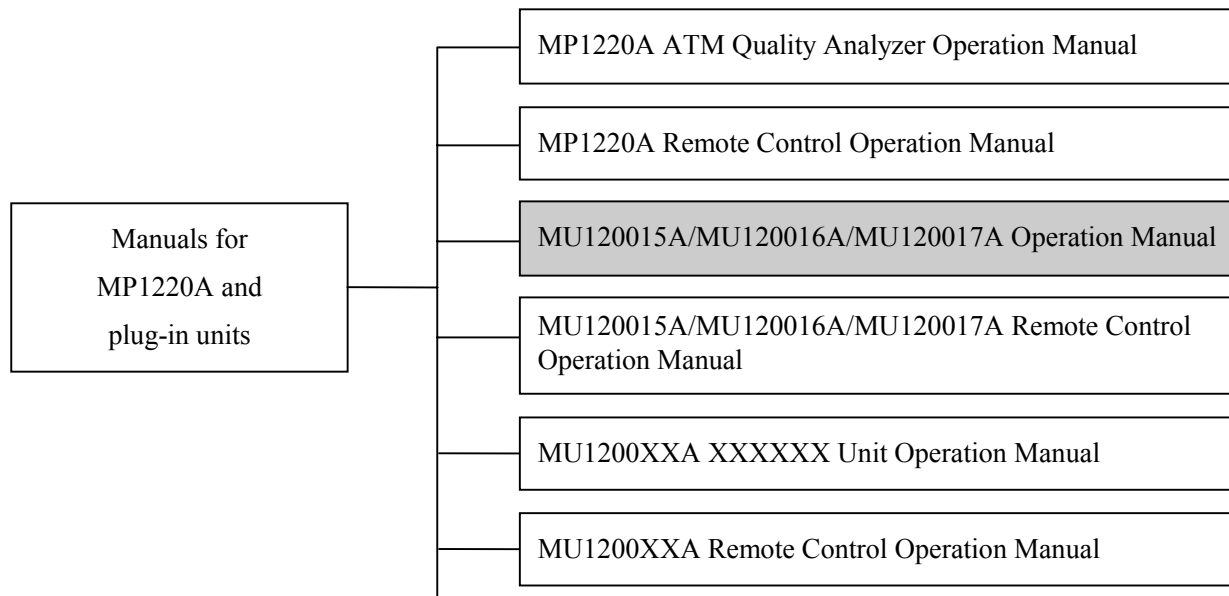 MP1220A ATM Quality Analyzer Operation Manual
MP1220A Remote Control Operation Manual
Manuals for
MP1220A and
plug-in units
MU120015A/MU120016A/MU120017A Operation Manual
MU120015A/MU120016A/MU120017A Remote Control
Operation Manual
MU1200XXA XXXXXX Unit Operation Manual
MU1200XXA Remote Control Operation Manual